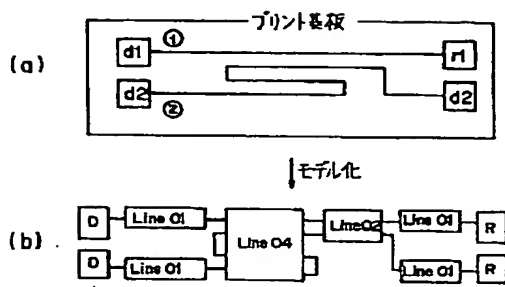 プリント基板
(a)
d1 ① r1
d2 ② d2
モデル化
(b)
D Line 01 Line 04 Line02 Line 01 R
D Line 01 Line 01 R